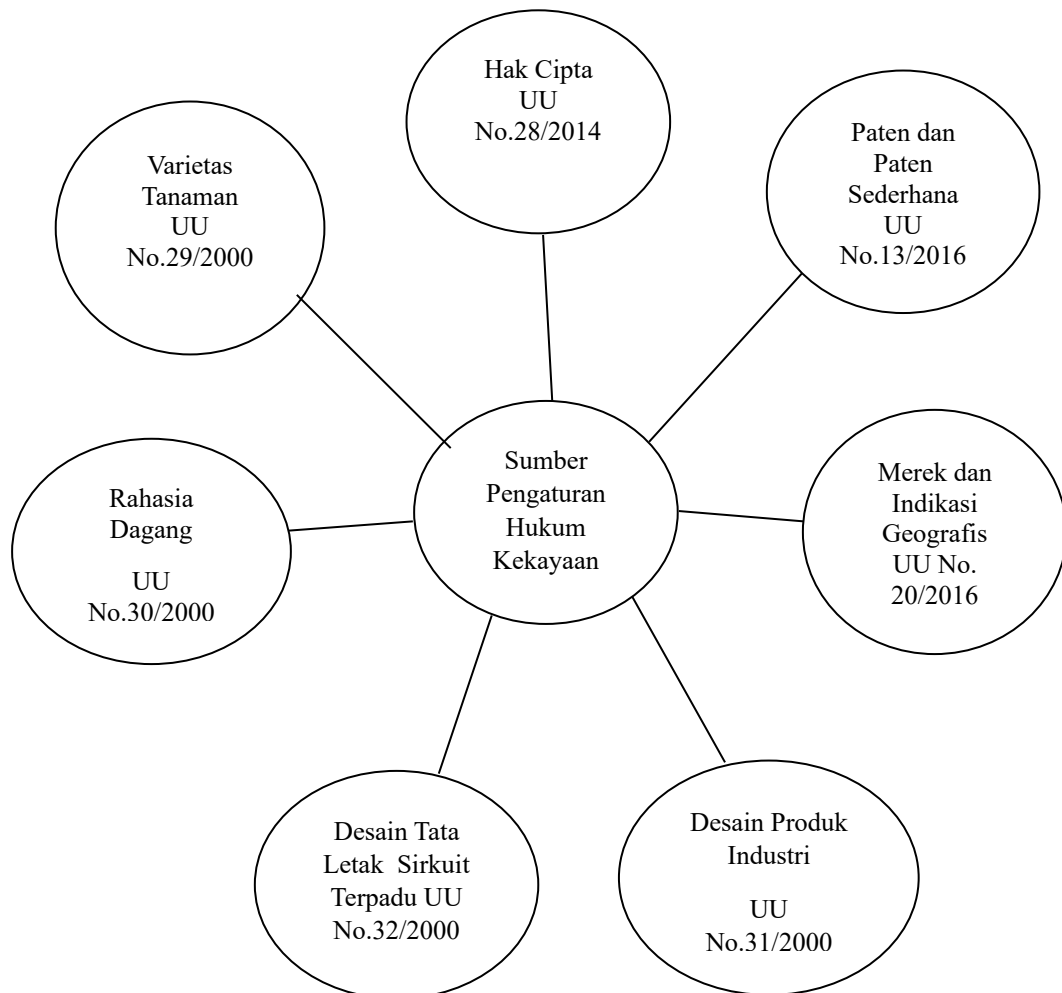 Hak Cipta
UU
No.28/2014
Paten dan
Paten
Sederhana
UU
No.13/2016
Varietas
Tanaman
UU
No.29/2000
Sumber
Pengaturan
Hukum
Kekayaan
Merek dan
Indikasi
Geografis
UU No.
20/2016
Rahasia
Dagang
UU
No.30/2000
Desain Tata
Letak Sirkuit
Terpadu UU
No.32/2000
Desain Produk
Industri
UU
No.31/2000